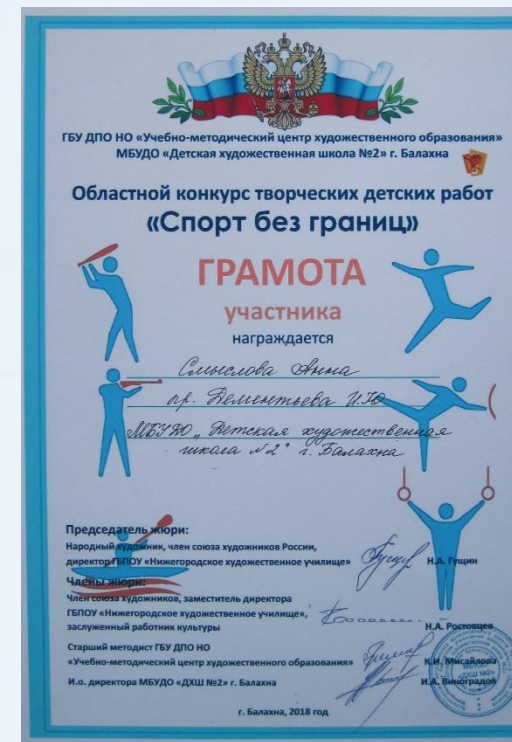 ГБУ ДПО НО «Учебно-методический центр художественного образования»
МБУДО «Детская художественная школа №2» г. Балахна
Областной конкурс творческих детских работ
«Спорт без границ»
ГРАМОТА
участника
награждается
Смыслова Анна
пр. Дементьева И.Ю.
МБУДО "Детская художественная
школа №2" г. Балахна
Председатель жюри:
Народный художник, член союза художников России,
директор ГБПОУ «Нижегородское художественное училище» Н.А. Гущин
Члены жюри:
Член союза художников, заместитель директора
ГБПОУ «Нижегородское художественное училище»,
заслуженный работник культуры Н.А. Ростовцев
Старший методист ГБУ ДПО НО
«Учебно-методический центр художественного образования» К.И. Мисайлова
И.о. директора МБУДО «ДХШ №2» г. Балахна И.А. Виноградов
г. Балахна, 2018 год